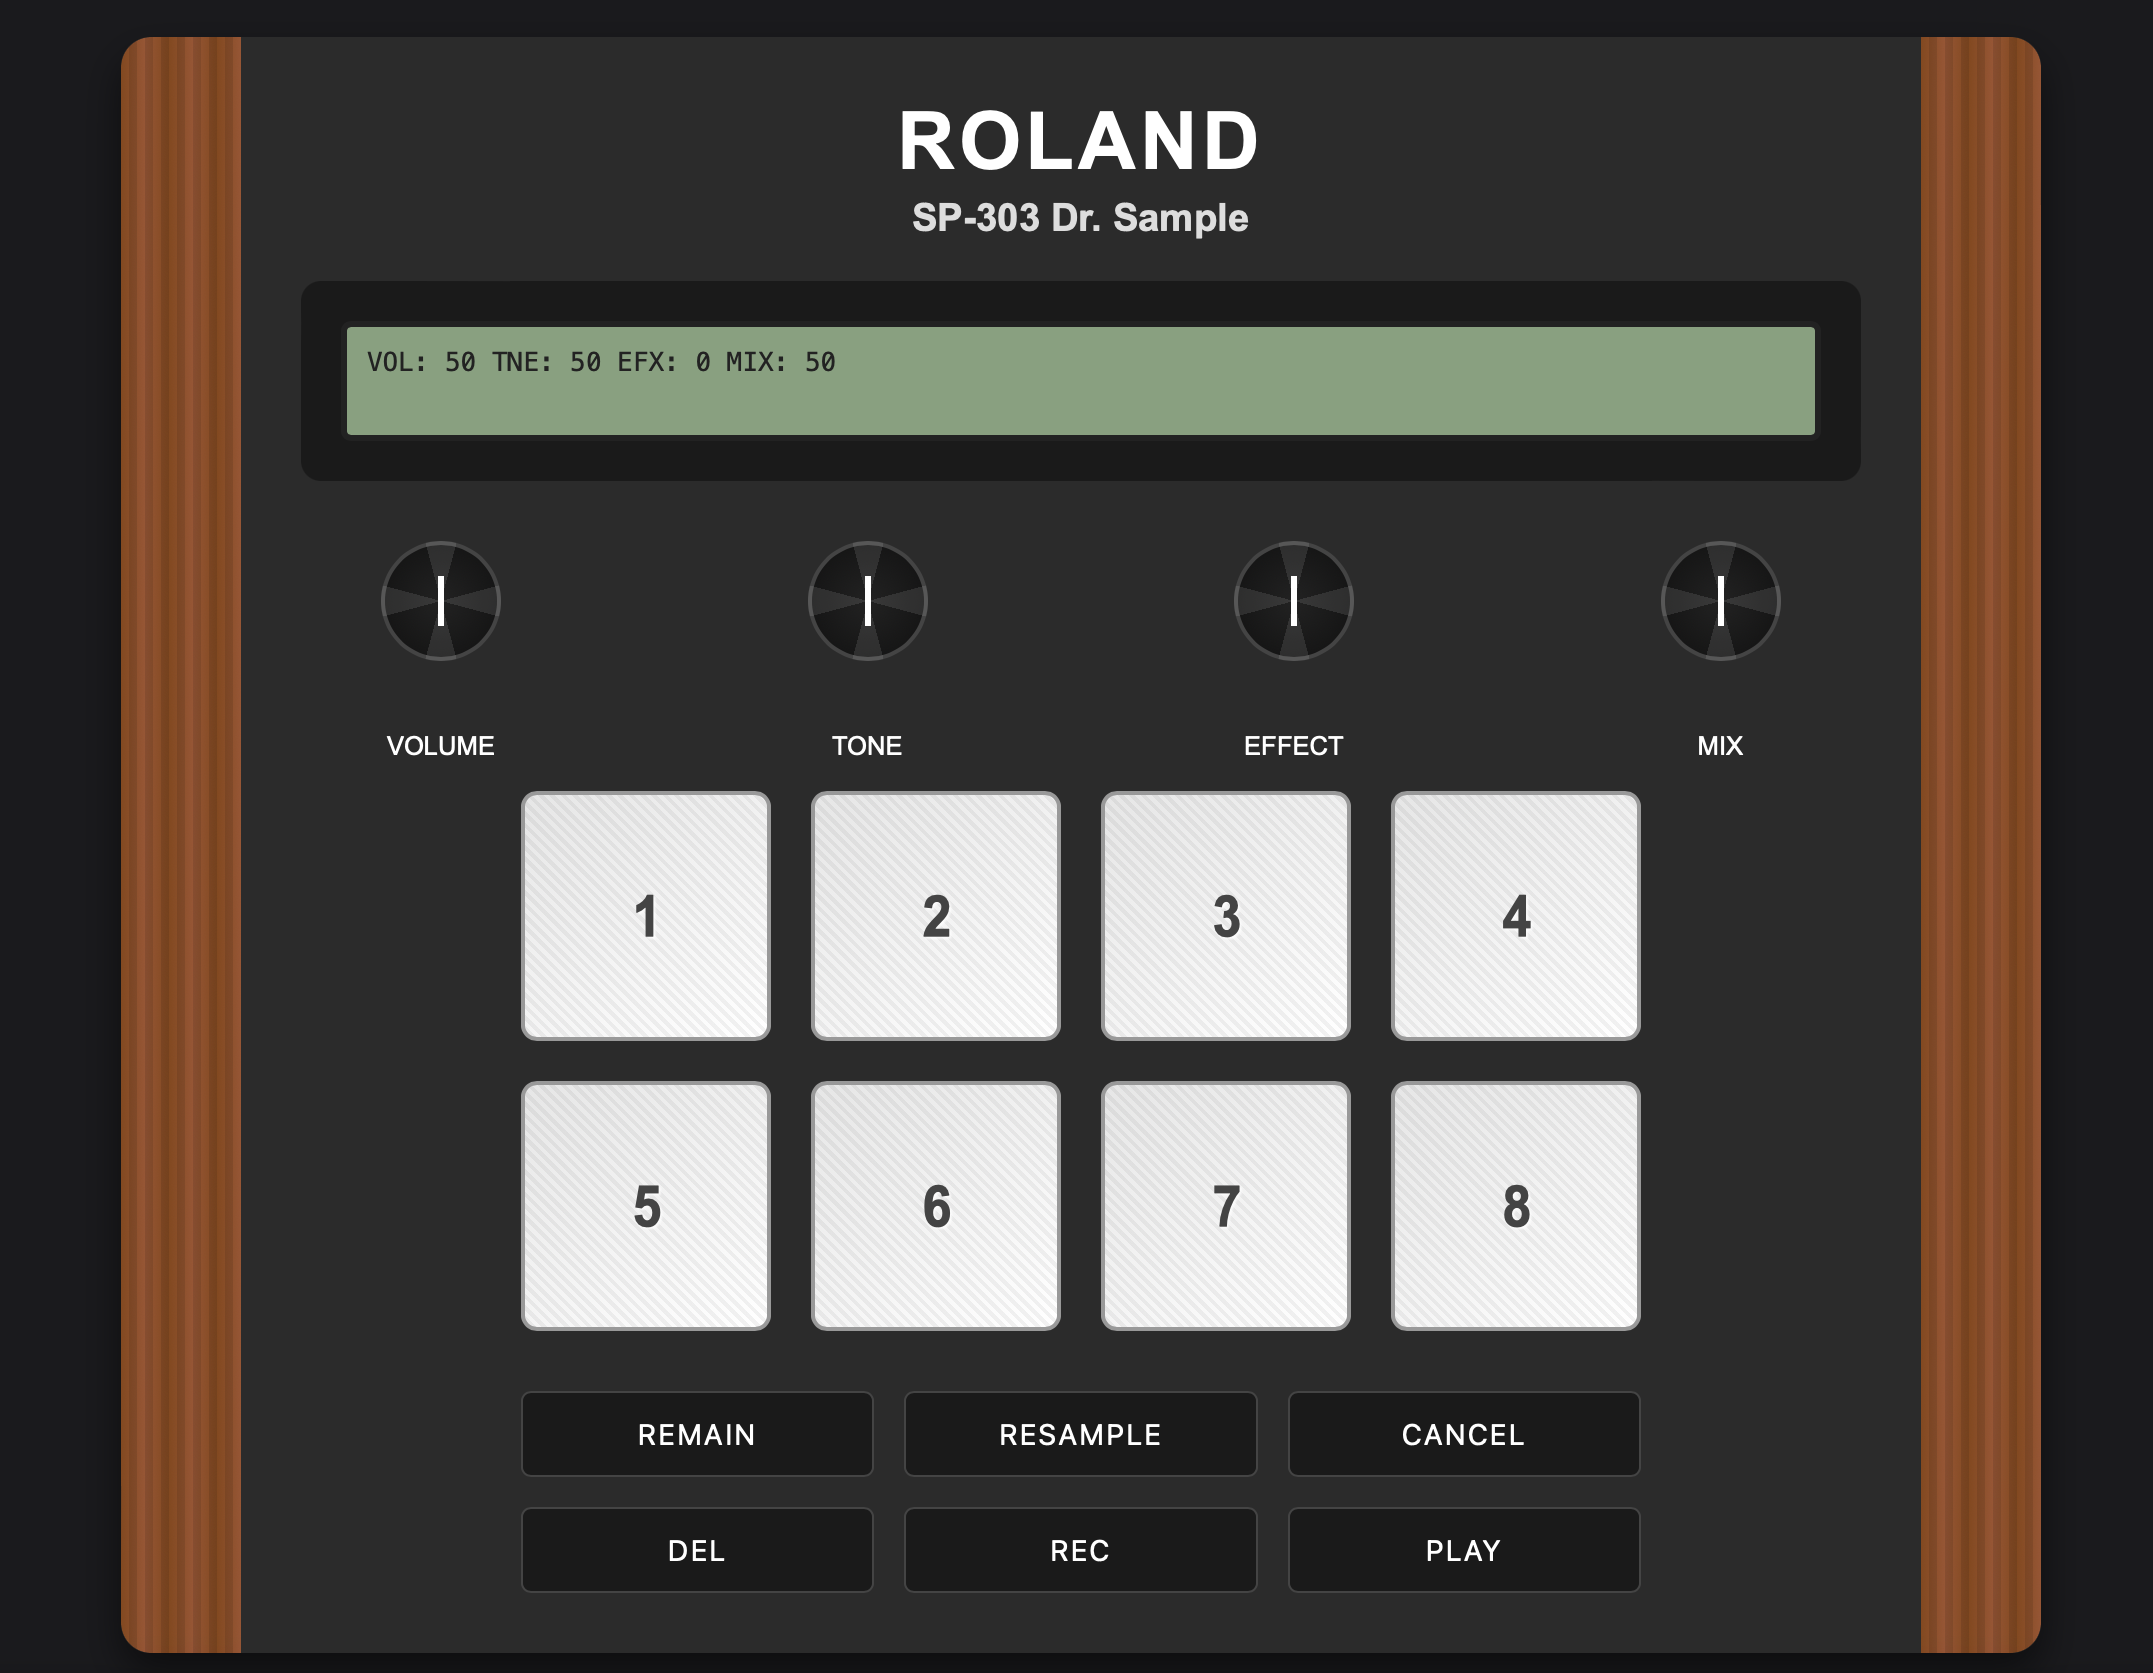 ROLAND
SP-303 Dr. Sample
VOL: 50 TNE: 50 EFX: 0 MIX: 50
VOLUME TONE EFFECT MIX
1 2 3 4
5 6 7 8
REMAIN RESAMPLE CANCEL
DEL REC PLAY